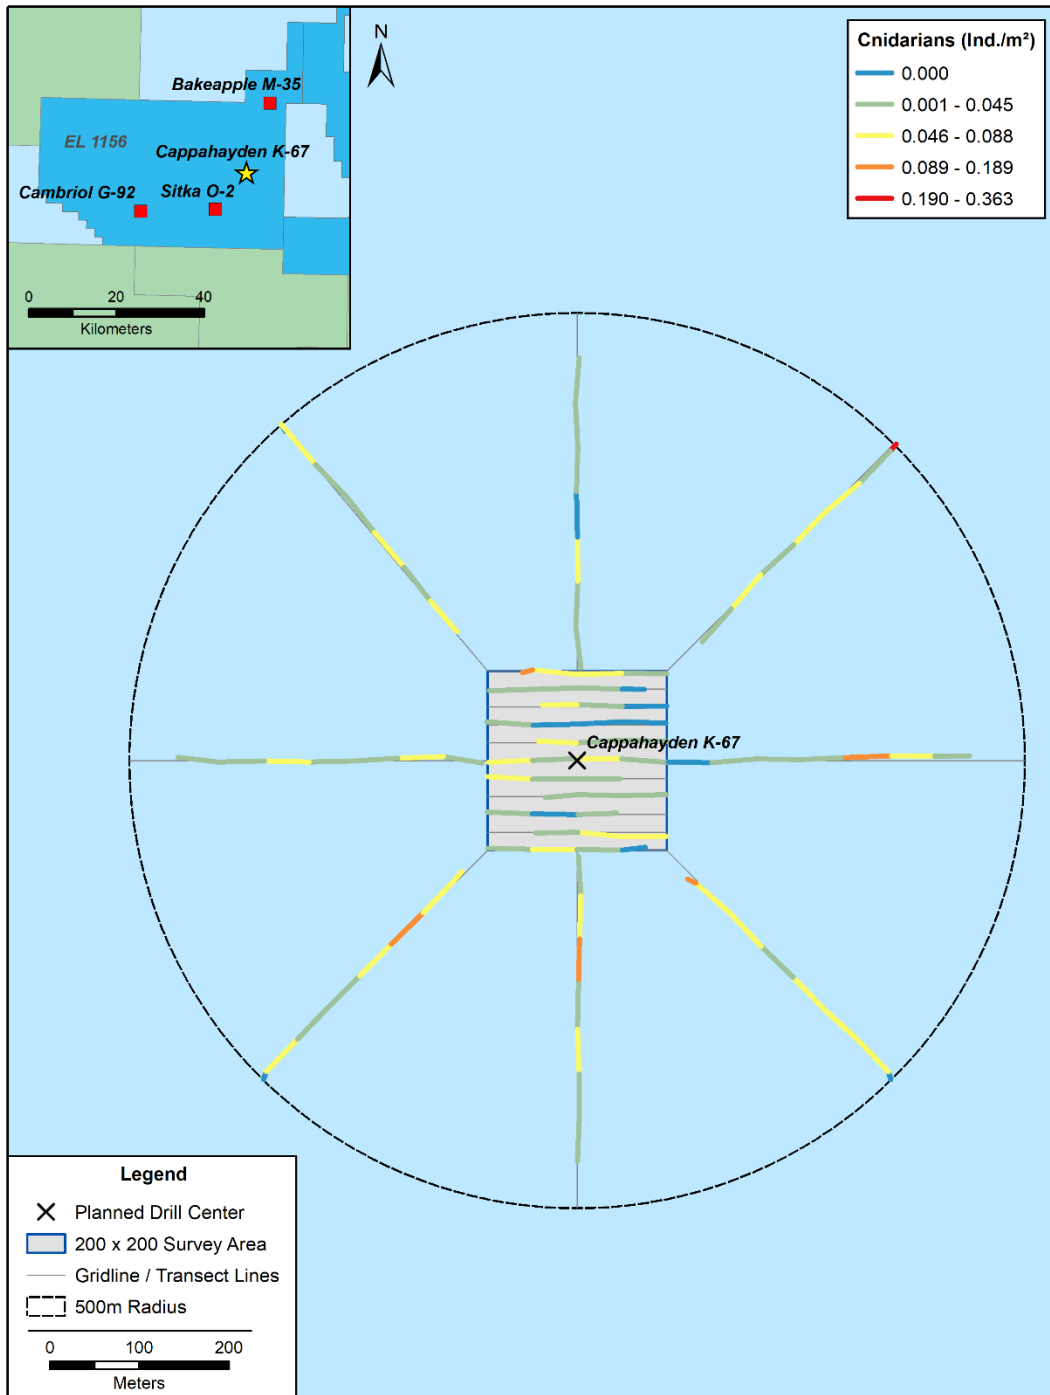 Bakeapple M-35
EL 1156
Cappahayden K-67
Cambriol G-92
Sitka O-2
0 20 40
Kilometers
N
Cnidarians (Ind./m²)
0.000
0.001 - 0.045
0.046 - 0.088
0.089 - 0.189
0.190 - 0.363
Cappahayden K-67
Legend
Planned Drill Center
200 x 200 Survey Area
Gridline / Transect Lines
500m Radius
0 100 200
Meters